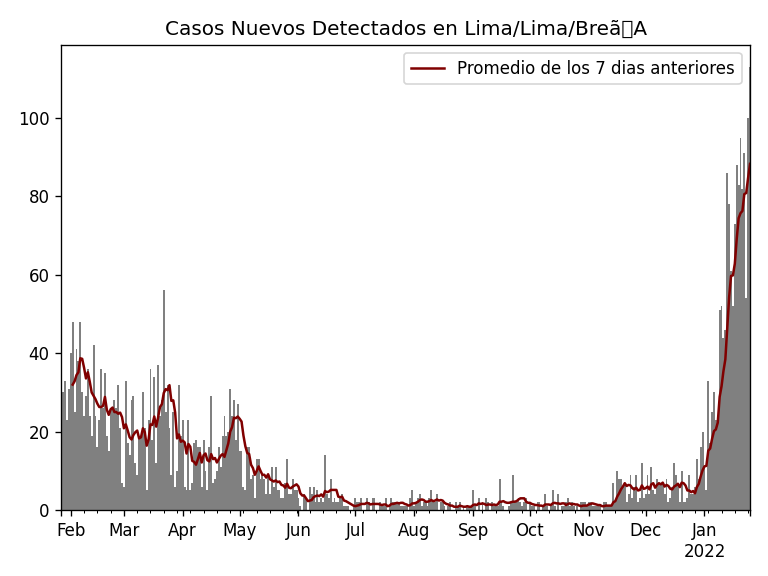 Casos Nuevos Detectados en Lima/Lima/Breã▯A
Promedio de los 7 dias anteriores
100
80
60
40
20
0
Feb Mar Apr May Jun Jul Aug Sep Oct Nov Dec Jan
2022